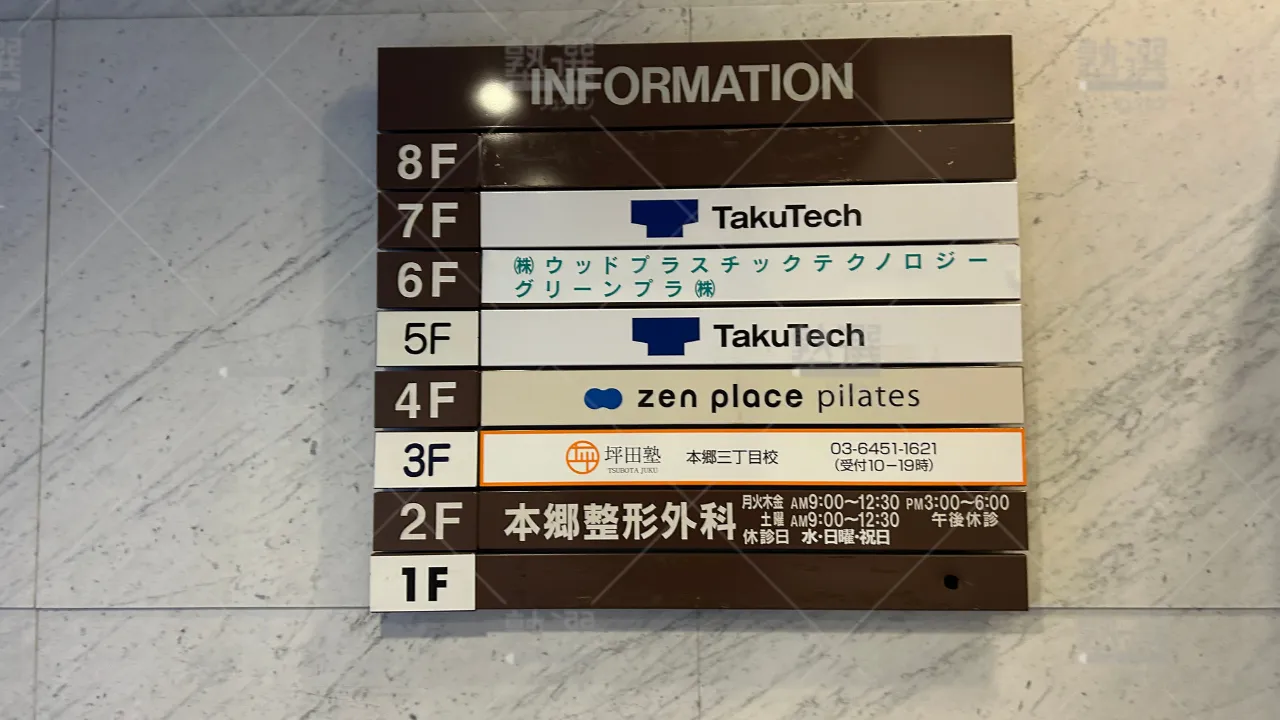 INFORMATION
8F
7F TakuTech
6F ㈱ウッドプラスチックテクノロジー
グリーンプラ㈱
5F TakuTech
4F zen place pilates
3F 坪田塾 TSUBOTA JUKU 本郷三丁目校 03-6451-1621
(受付10-19時)
2F 本郷整形外科 月火木金 AM9:00〜12:30 PM3:00〜6:00
土曜 AM9:00〜12:30 午後休診
休診日 水・日曜・祝日
1F